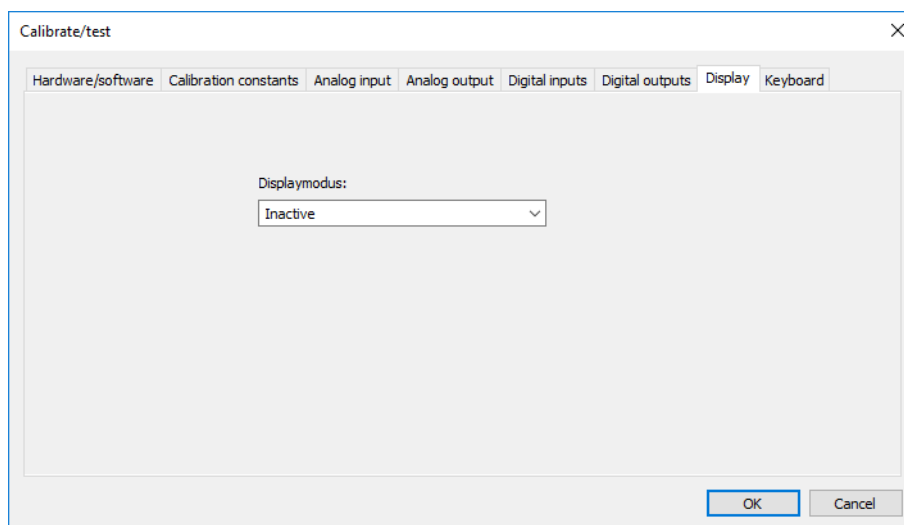 Calibrate/test
Hardware/software Calibration constants Analog input Analog output Digital inputs Digital outputs Display Keyboard
Displaymodus:
Inactive
OK Cancel